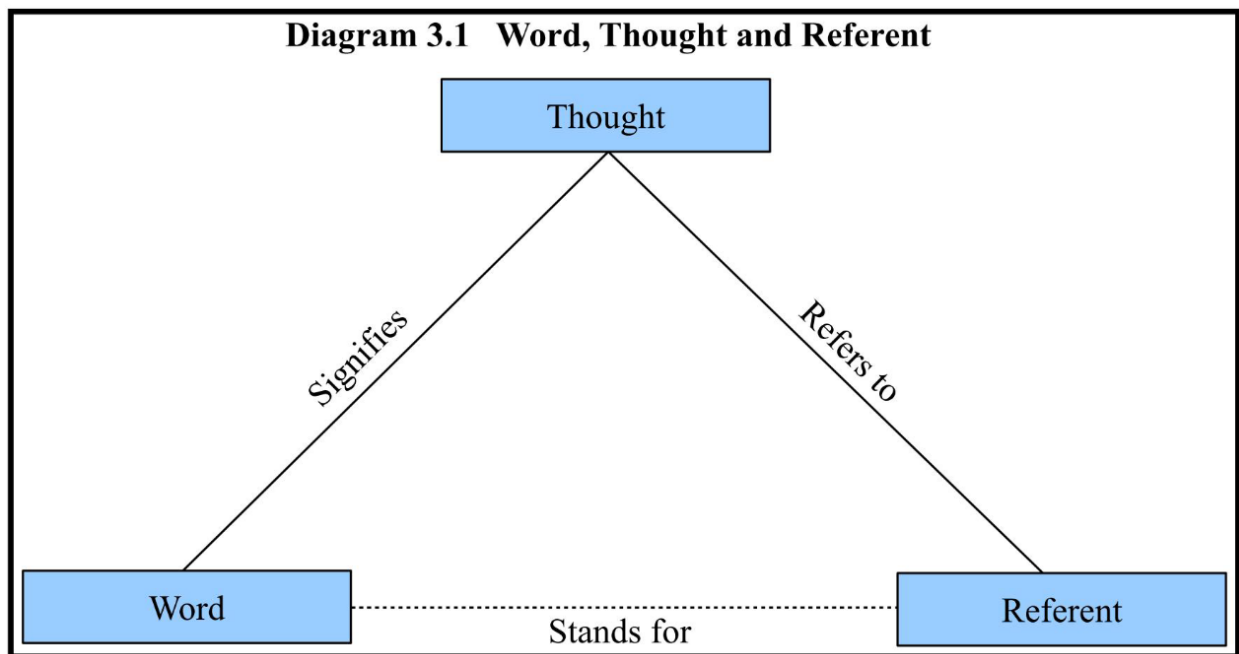 Diagram 3.1 Word, Thought and Referent
Thought
Signifies
Refers to
Word
Stands for
Referent